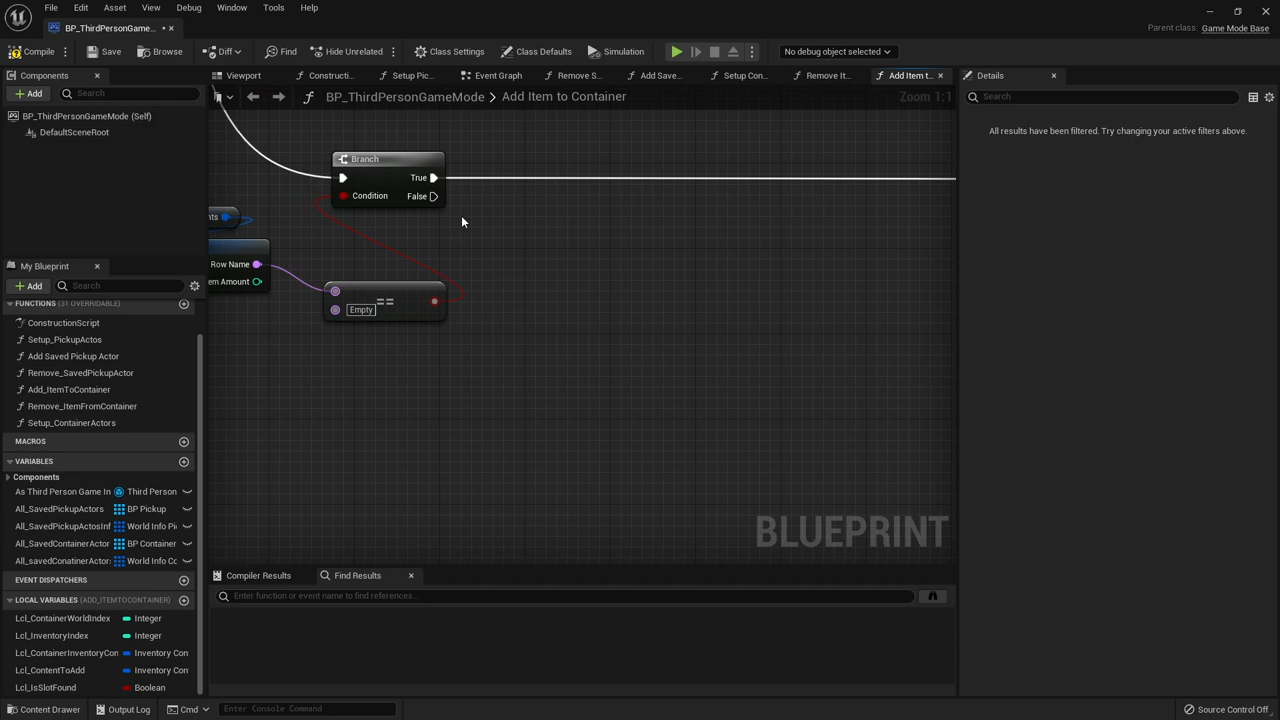 File Edit Asset View Debug Window Tools Help
BP_ThirdPersonGame...
Parent class: Game Mode Base
Compile Save Browse Diff Find Hide Unrelated Class Settings Class Defaults Simulation No debug object selected
Components
Viewport Constructi... Setup Pic... Event Graph Remove S... Add Save... Setup Con... Remove It... Add Item t... Details
Add Search
BP_ThirdPersonGameMode > Add Item to Container Zoom 1:1
Search
BP_ThirdPersonGameMode (Self)
DefaultSceneRoot
All results have been filtered. Try changing your active filters above.
Branch
True
Condition False
nts
Row Name
em Amount
==
Empty
My Blueprint
Add Search
FUNCTIONS (31 OVERRIDABLE)
ConstructionScript
Setup_PickupActos
Add Saved Pickup Actor
Remove_SavedPickupActor
Add_ItemToContainer
Remove_ItemFromContainer
Setup_ContainerActors
MACROS
VARIABLES
Components
As Third Person Game In Third Person
All_SavedPickupActors BP Pickup
All_SavedPickupActosInf World Info Pi
All_SavedContainerActor BP Container
All_savedConatinerActor World Info Co
EVENT DISPATCHERS
LOCAL VARIABLES (ADD_ITEMTOCONTAINER)
Lcl_ContainerWorldIndex Integer
Lcl_InventoryIndex Integer
Lcl_ContainerInventoryCon Inventory Con
Lcl_ContentToAdd Inventory Con
Lcl_IsSlotFound Boolean
BLUEPRINT
Compiler Results Find Results
Enter function or event name to find references...
Content Drawer Output Log Cmd Enter Console Command Source Control Off